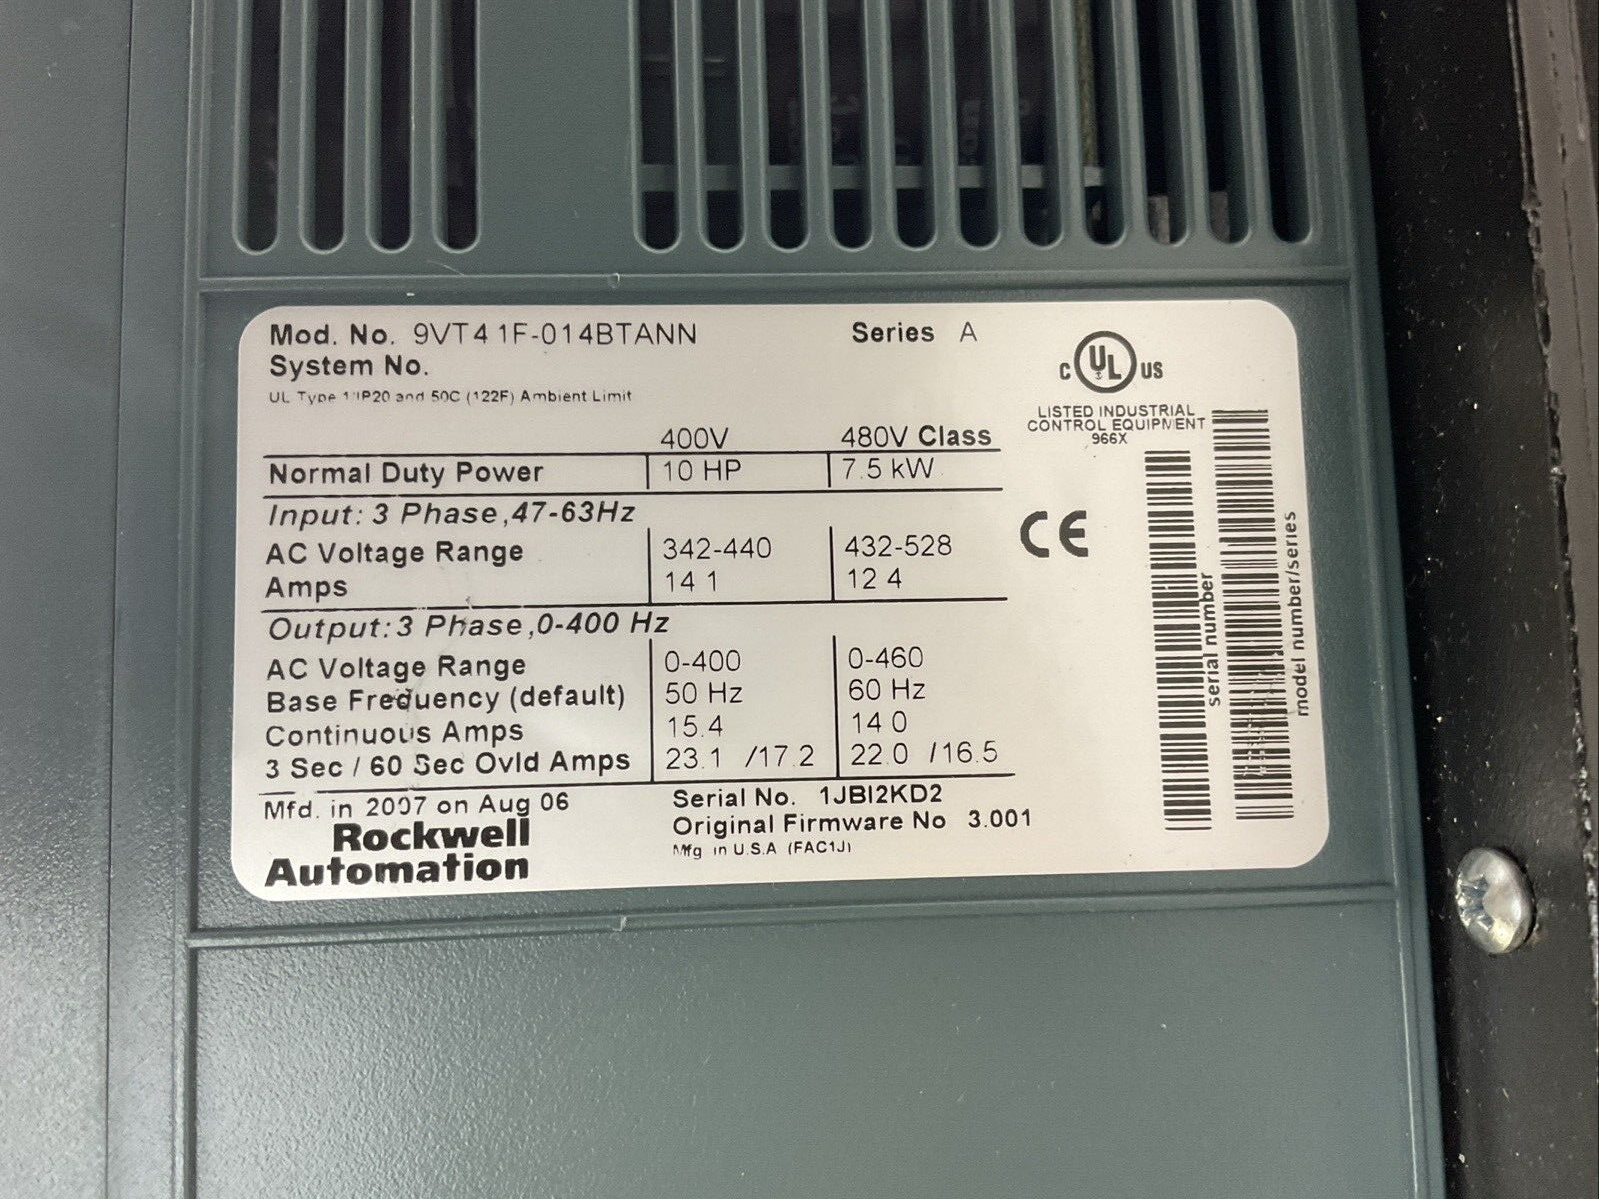 Mod. No. 9VT41F-014BTANN Series A
System No.
UL Type 1/IP20 and 50C (122F) Ambient Limit
C UL US
LISTED INDUSTRIAL
CONTROL EQUIPMENT
966X
400V 480V Class
Normal Duty Power 10 HP 7.5 kW
Input: 3 Phase, 47-63Hz
AC Voltage Range 342-440 432-528
Amps 14 1 12 4
CE
Output: 3 Phase, 0-400 Hz
AC Voltage Range 0-400 0-460
Base Frequency (default) 50 Hz 60 Hz
Continuous Amps 15.4 14 0
3 Sec / 60 Sec Ovld Amps 23.1 /17.2 22.0 /16.5
Mfd. in 2007 on Aug 06
Serial No. 1JBI2KD2
Rockwell
Automation
Original Firmware No 3.001
Mfg in U.S.A (FAC1J)
serial number
model number/series